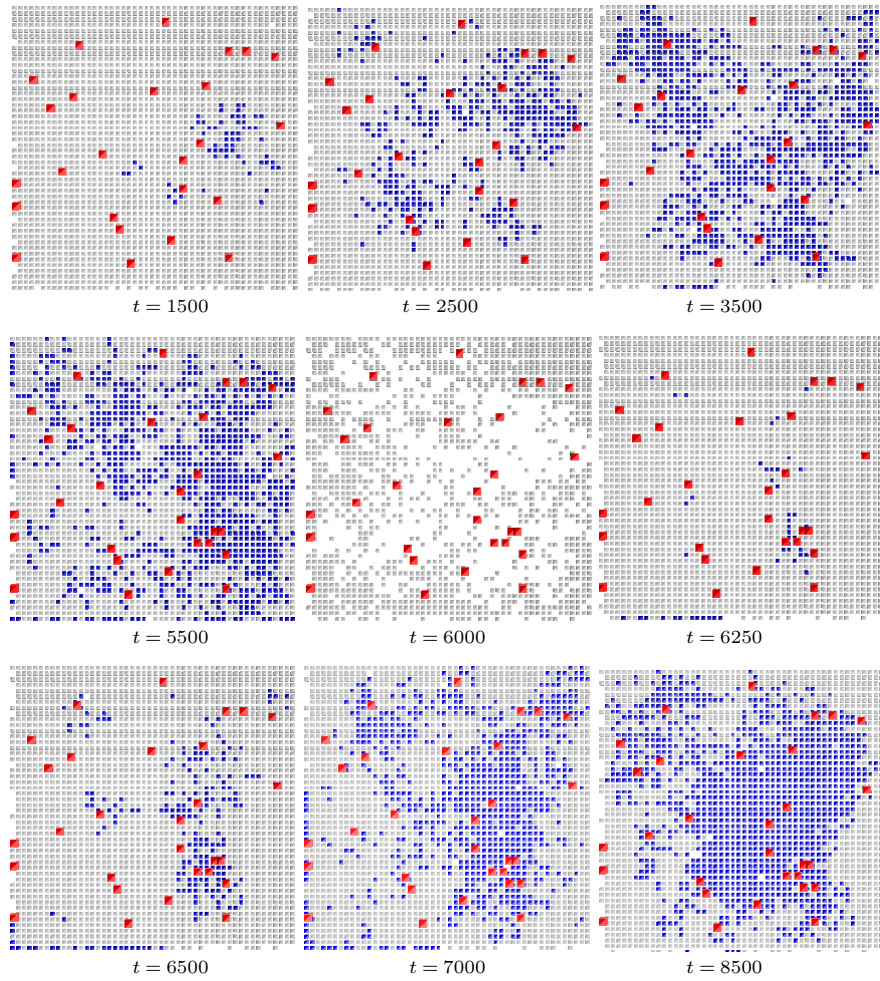 t = 1500
t = 2500
t = 3500
t = 5500
t = 6000
t = 6250
t = 6500
t = 7000
t = 8500